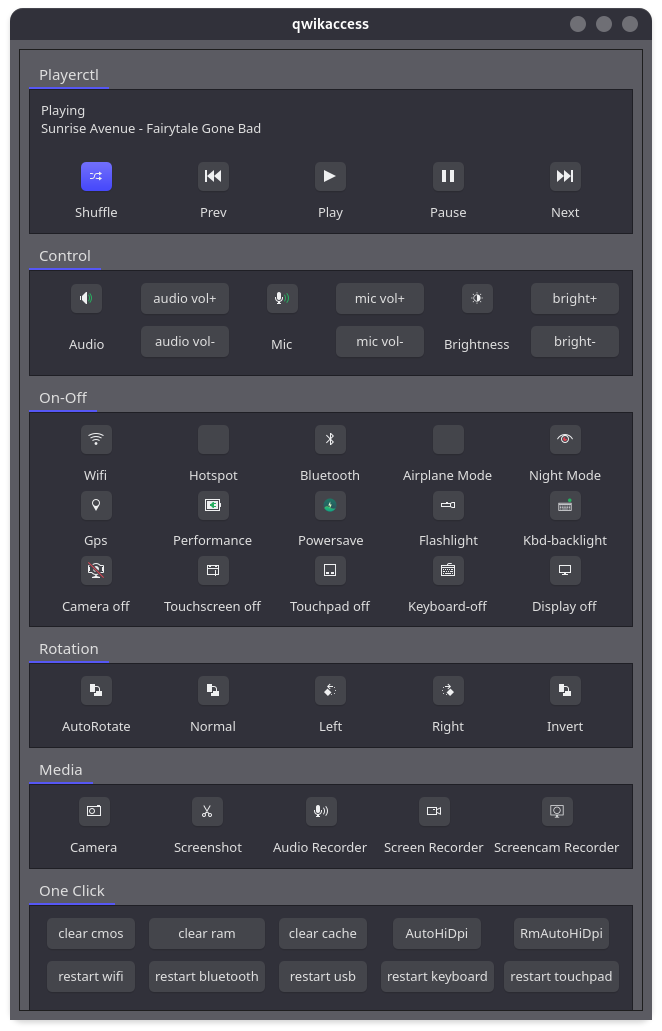 qwikaccess
Playerctl
Playing
Sunrise Avenue - Fairytale Gone Bad
Shuffle Prev Play Pause Next
Control
audio vol+ mic vol+ bright+
Audio audio vol- Mic mic vol- Brightness bright-
On-Off
Wifi Hotspot Bluetooth Airplane Mode Night Mode
Gps Performance Powersave Flashlight Kbd-backlight
Camera off Touchscreen off Touchpad off Keyboard-off Display off
Rotation
AutoRotate Normal Left Right Invert
Media
Camera Screenshot Audio Recorder Screen Recorder Screencam Recorder
One Click
clear cmos clear ram clear cache AutoHiDpi RmAutoHiDpi
restart wifi restart bluetooth restart usb restart keyboard restart touchpad